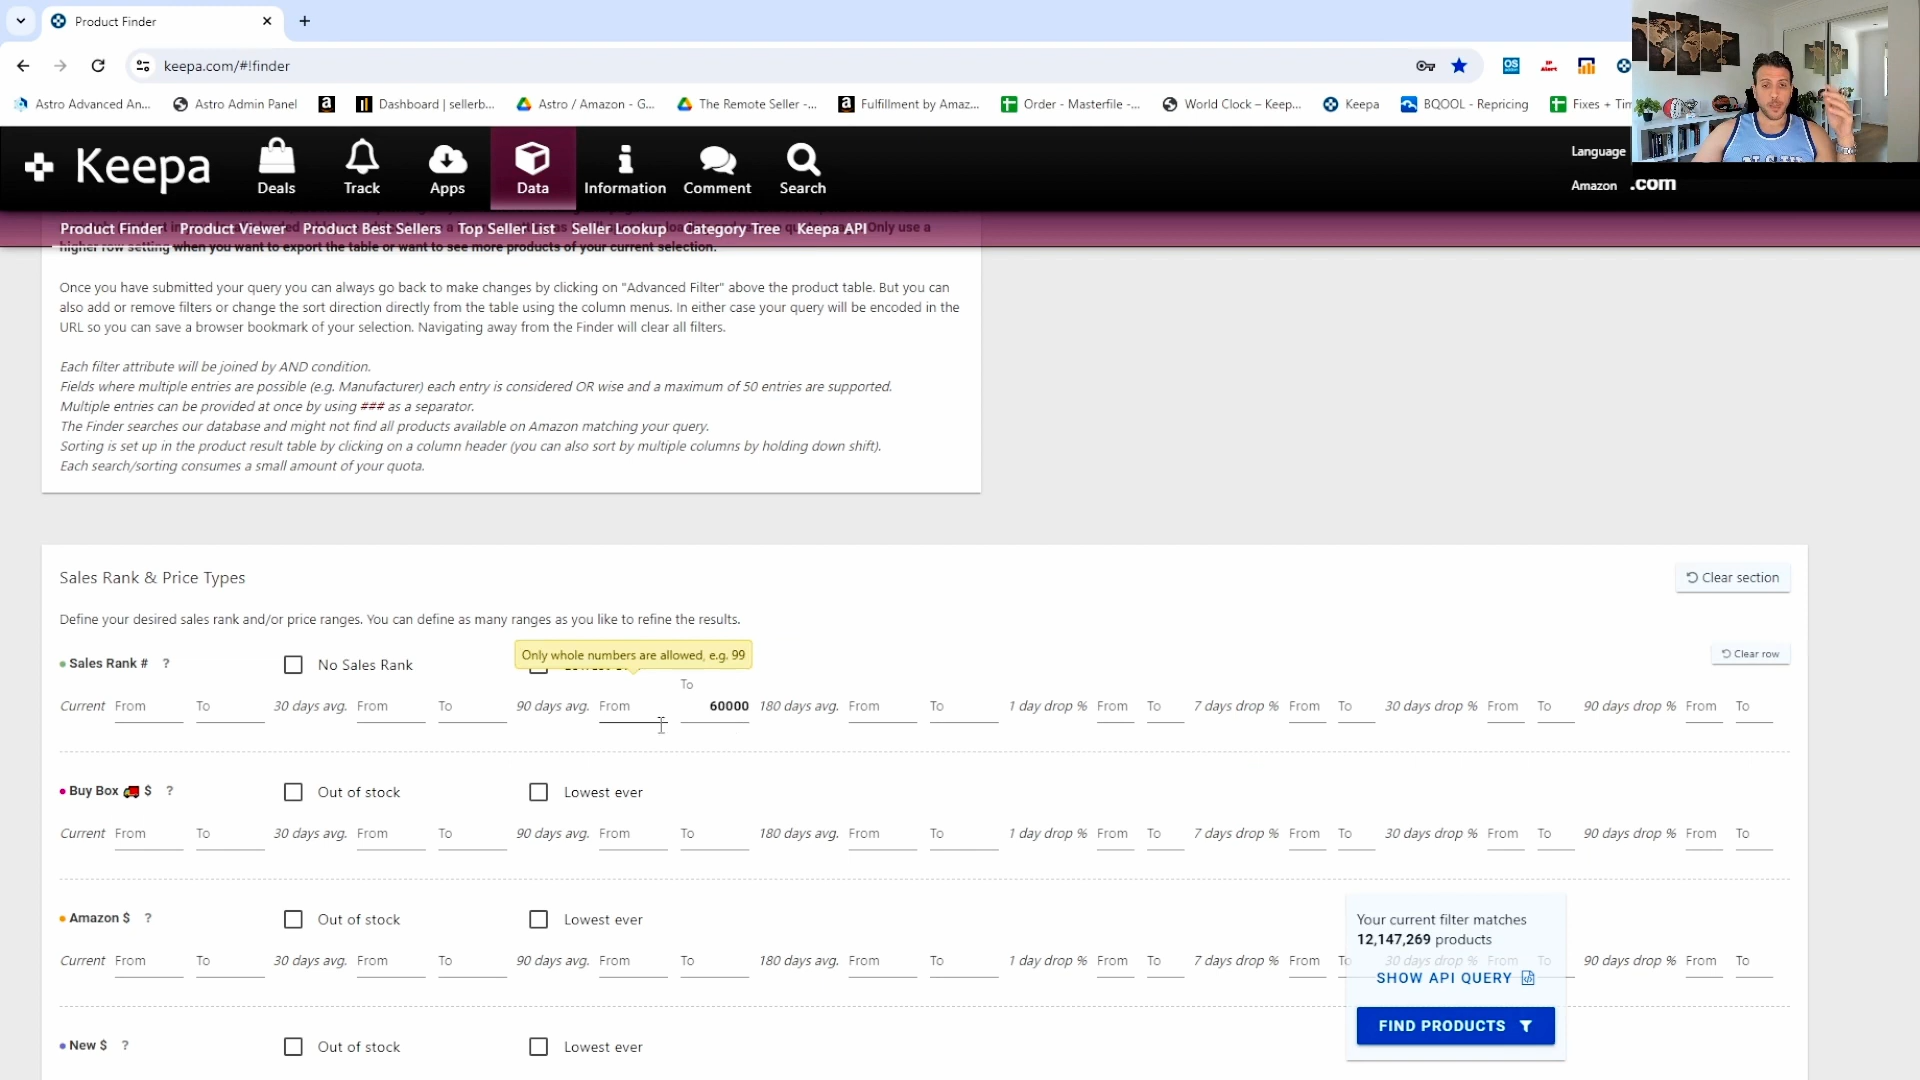 Product Finder
keepa.com/#!finder
OS
IP
Alert
Astro Advanced An...
Astro Admin Panel
a
Dashboard | sellerb...
Astro / Amazon - G...
The Remote Seller -...
a
Fulfillment by Amaz...
Order - Masterfile -...
World Clock – Keep...
Keepa
BQOOL - Repricing
Fixes + Tim
Keepa
Deals
Track
Apps
Data
Information
Comment
Search
Language
Amazon .com
Product Finder Product Viewer Product Best Sellers Top Seller List Seller Lookup Category Tree Keepa API Only use a
higher row setting when you want to export the table or want to see more products of your current selection.
Once you have submitted your query you can always go back to make changes by clicking on "Advanced Filter" above the product table. But you can
also add or remove filters or change the sort direction directly from the table using the column menus. In either case your query will be encoded in the
URL so you can save a browser bookmark of your selection. Navigating away from the Finder will clear all filters.
Each filter attribute will be joined by AND condition.
Fields where multiple entries are possible (e.g. Manufacturer) each entry is considered OR wise and a maximum of 50 entries are supported.
Multiple entries can be provided at once by using ### as a separator.
The Finder searches our database and might not find all products available on Amazon matching your query.
Sorting is set up in the product result table by clicking on a column header (you can also sort by multiple columns by holding down shift).
Each search/sorting consumes a small amount of your quota.
Sales Rank & Price Types
Clear section
Define your desired sales rank and/or price ranges. You can define as many ranges as you like to refine the results.
Only whole numbers are allowed, e.g. 99
Sales Rank # ? No Sales Rank
Clear row
To
Current From To 30 days avg. From To 90 days avg. From 60000 180 days avg. From To 1 day drop % From To 7 days drop % From To 30 days drop % From To 90 days drop % From To
Buy Box $ ? Out of stock Lowest ever
Current From To 30 days avg. From To 90 days avg. From To 180 days avg. From To 1 day drop % From To 7 days drop % From To 30 days drop % From To 90 days drop % From To
Amazon $ ? Out of stock Lowest ever
Your current filter matches
12,147,269 products
Current From To 30 days avg. From To 90 days avg. From To 180 days avg. From To 1 day drop % From To 7 days drop % From To 30 days drop % From To 90 days drop % From To
SHOW API QUERY
FIND PRODUCTS
New $ ? Out of stock Lowest ever